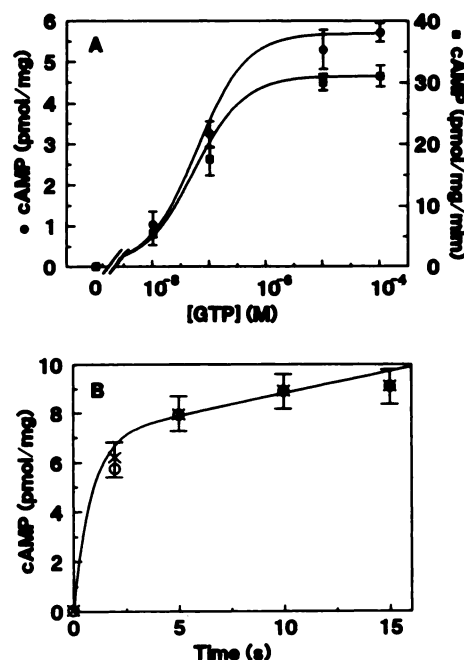 A
6
5
4
3
2
1
0
● cAMP (pmol/mg)
40
30
20
10
0
■ cAMP (pmol/mg/mim)
0 10⁻⁸ 10⁻⁶ 10⁻⁴
[GTP] (M)
B
10
8
6
4
2
0
cAMP (pmol/mg)
0 5 10 15
Time (s)